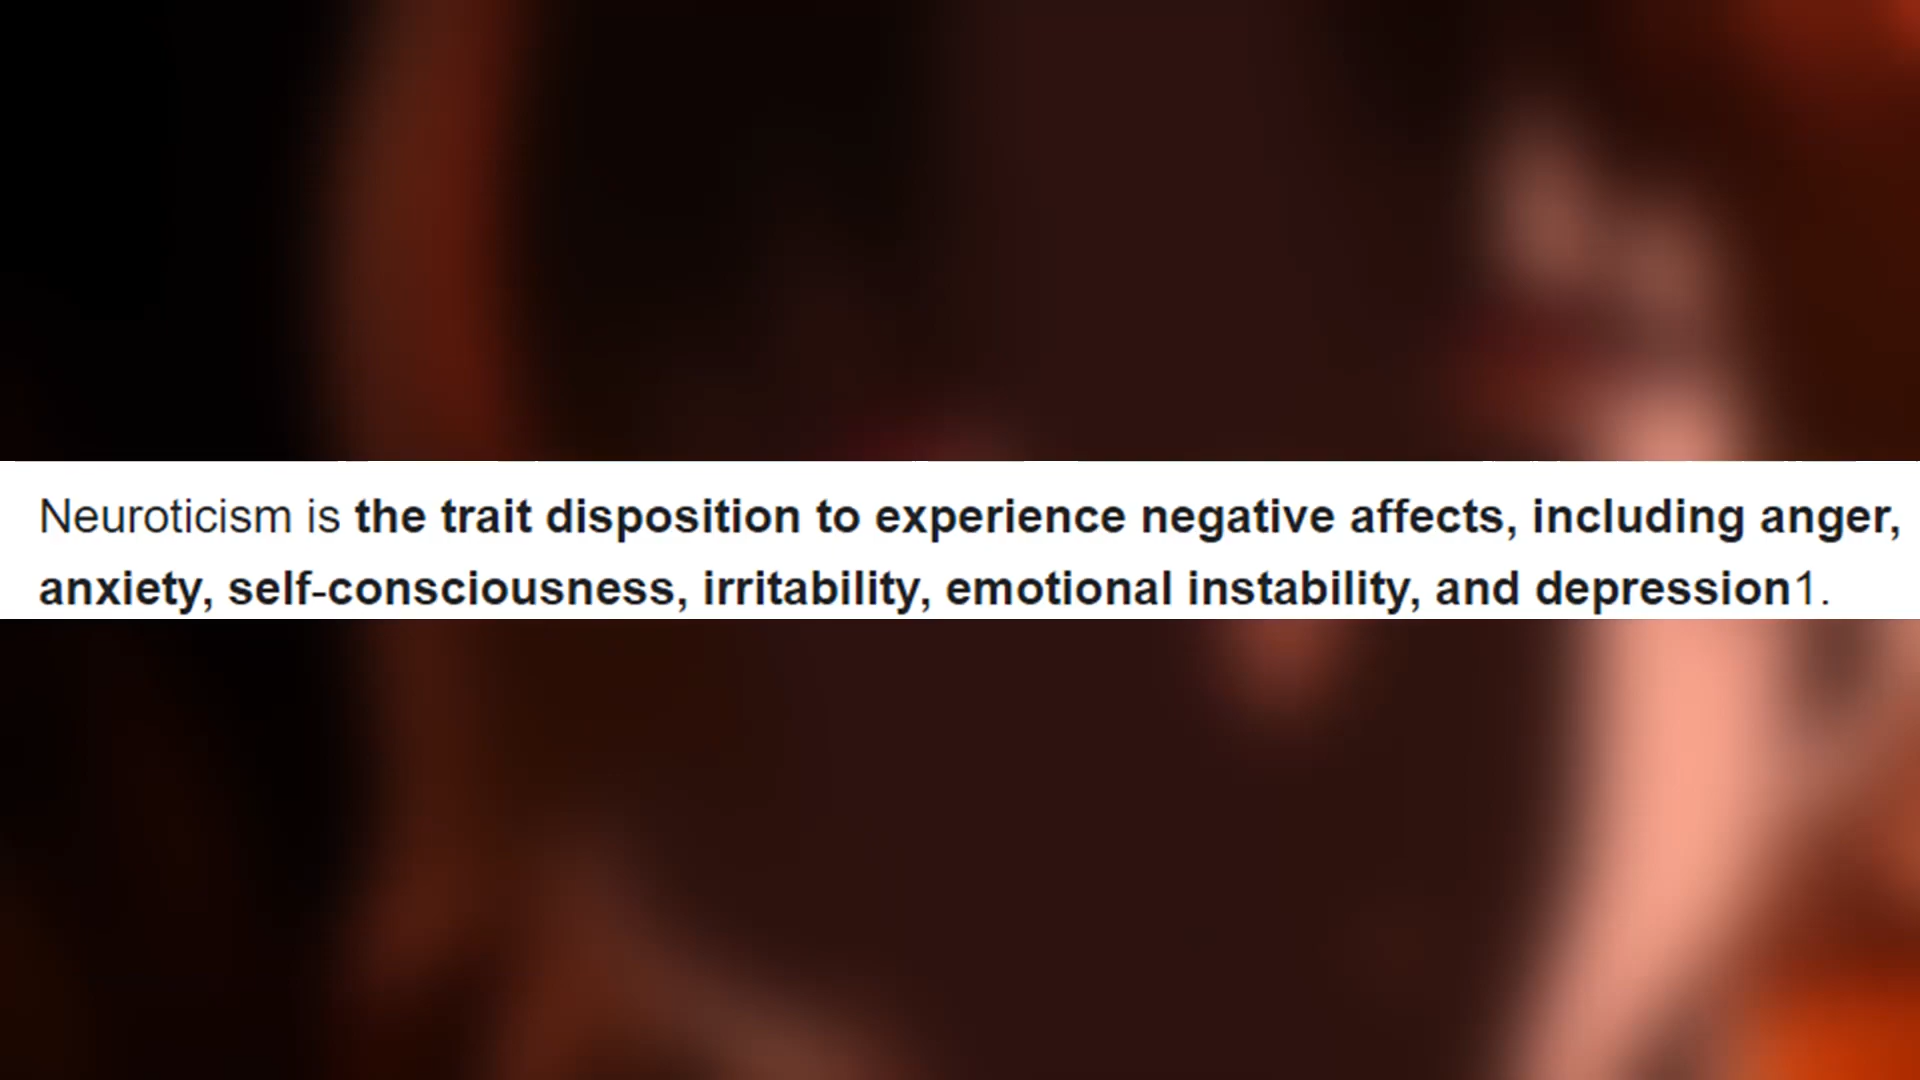 Neuroticism is the trait disposition to experience negative affects, including anger,
anxiety, self-consciousness, irritability, emotional instability, and depression1.